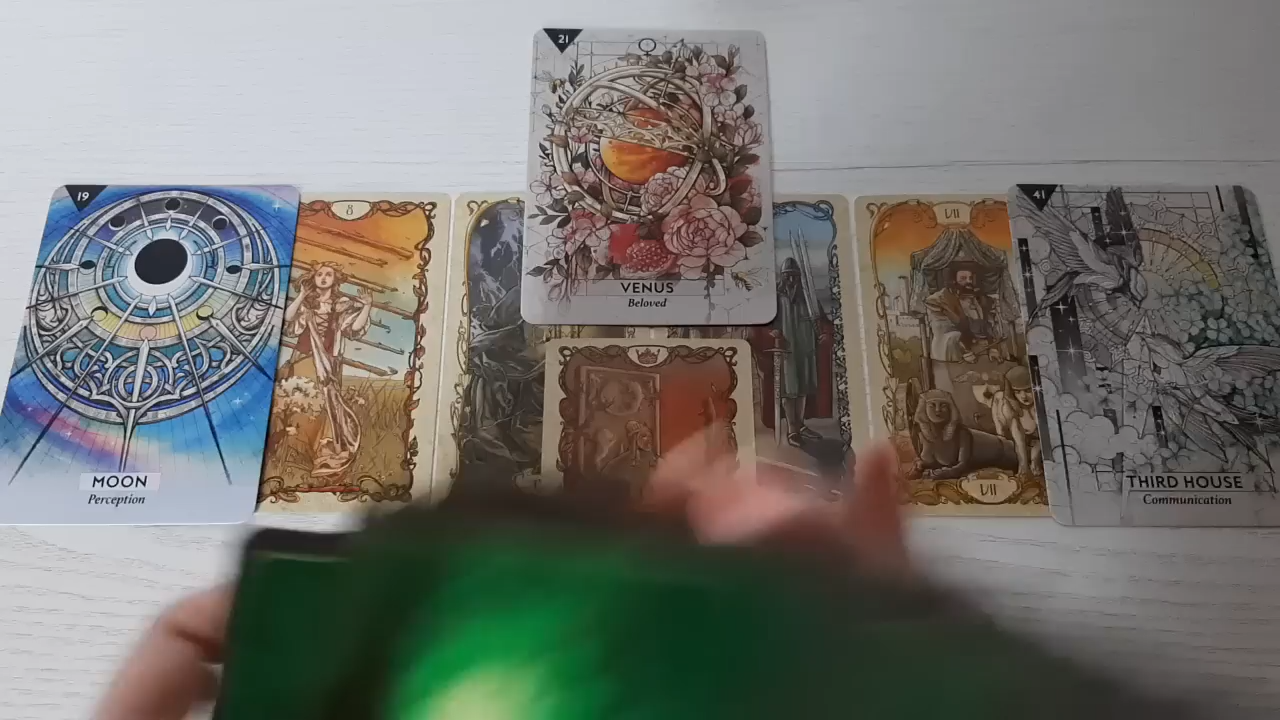 21
VENUS
Beloved
19
MOON
Perception
8
VII
VII
41
THIRD HOUSE
Communication